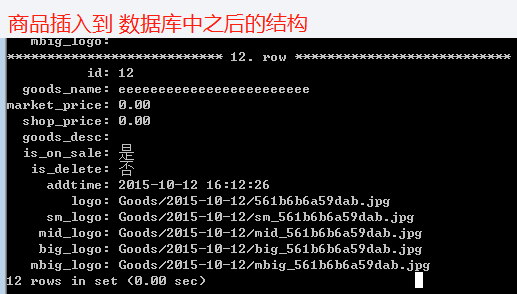 商品插入到 数据库中之后的结构
mbig_logo:
*************************** 12. row ***************************
id: 12
goods_name: eeeeeeeeeeeeeeeeeeeeeeee
market_price: 0.00
shop_price: 0.00
goods_desc:
is_on_sale: 是
is_delete: 否
addtime: 2015-10-12 16:12:26
logo: Goods/2015-10-12/561b6b6a59dab.jpg
sm_logo: Goods/2015-10-12/sm_561b6b6a59dab.jpg
mid_logo: Goods/2015-10-12/mid_561b6b6a59dab.jpg
big_logo: Goods/2015-10-12/big_561b6b6a59dab.jpg
mbig_logo: Goods/2015-10-12/mbig_561b6b6a59dab.jpg
12 rows in set (0.00 sec)